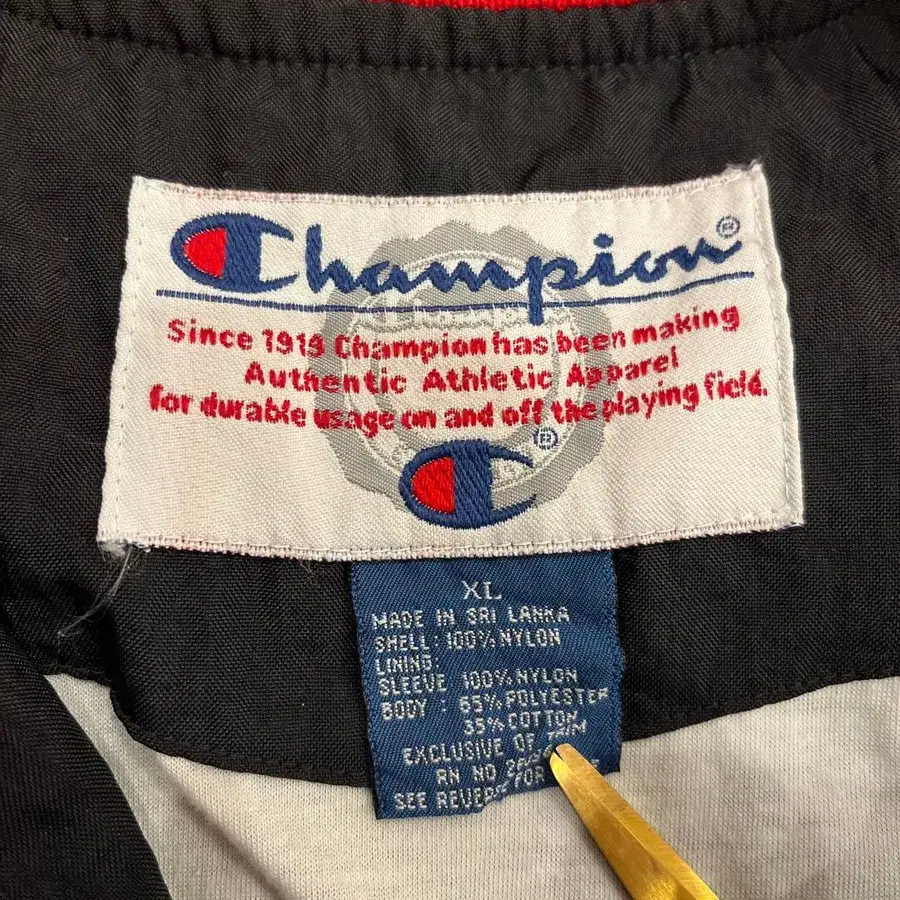 Champion®
Since 1919 Champion has been making
Authentic Athletic Apparel
for durable usage on and off the playing field.
®
XL
MADE IN SRI LANKA
SHELL: 100% NYLON
LINING:
SLEEVE 100% NYLON
BODY : 65% POLYESTER
35% COTTON
EXCLUSIVE OF TRIM
RN NO
SEE REVERSE FOR